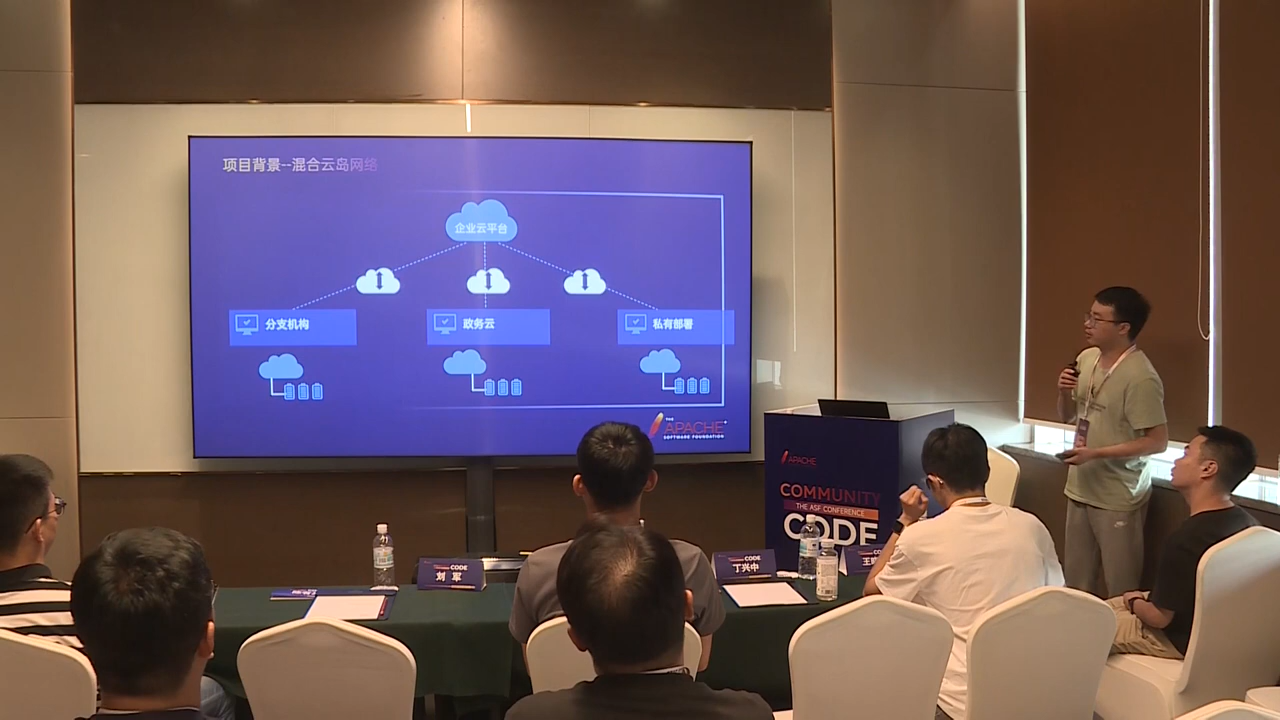 项目背景--混合云岛网络
企业云平台
分支机构
政务云
私有部署
THE
APACHE
SOFTWARE FOUNDATION
APACHE
COMMUNITY
THE ASF CONFERENCE
CODE
CODE
刘 军
CODE
丁兴中
王